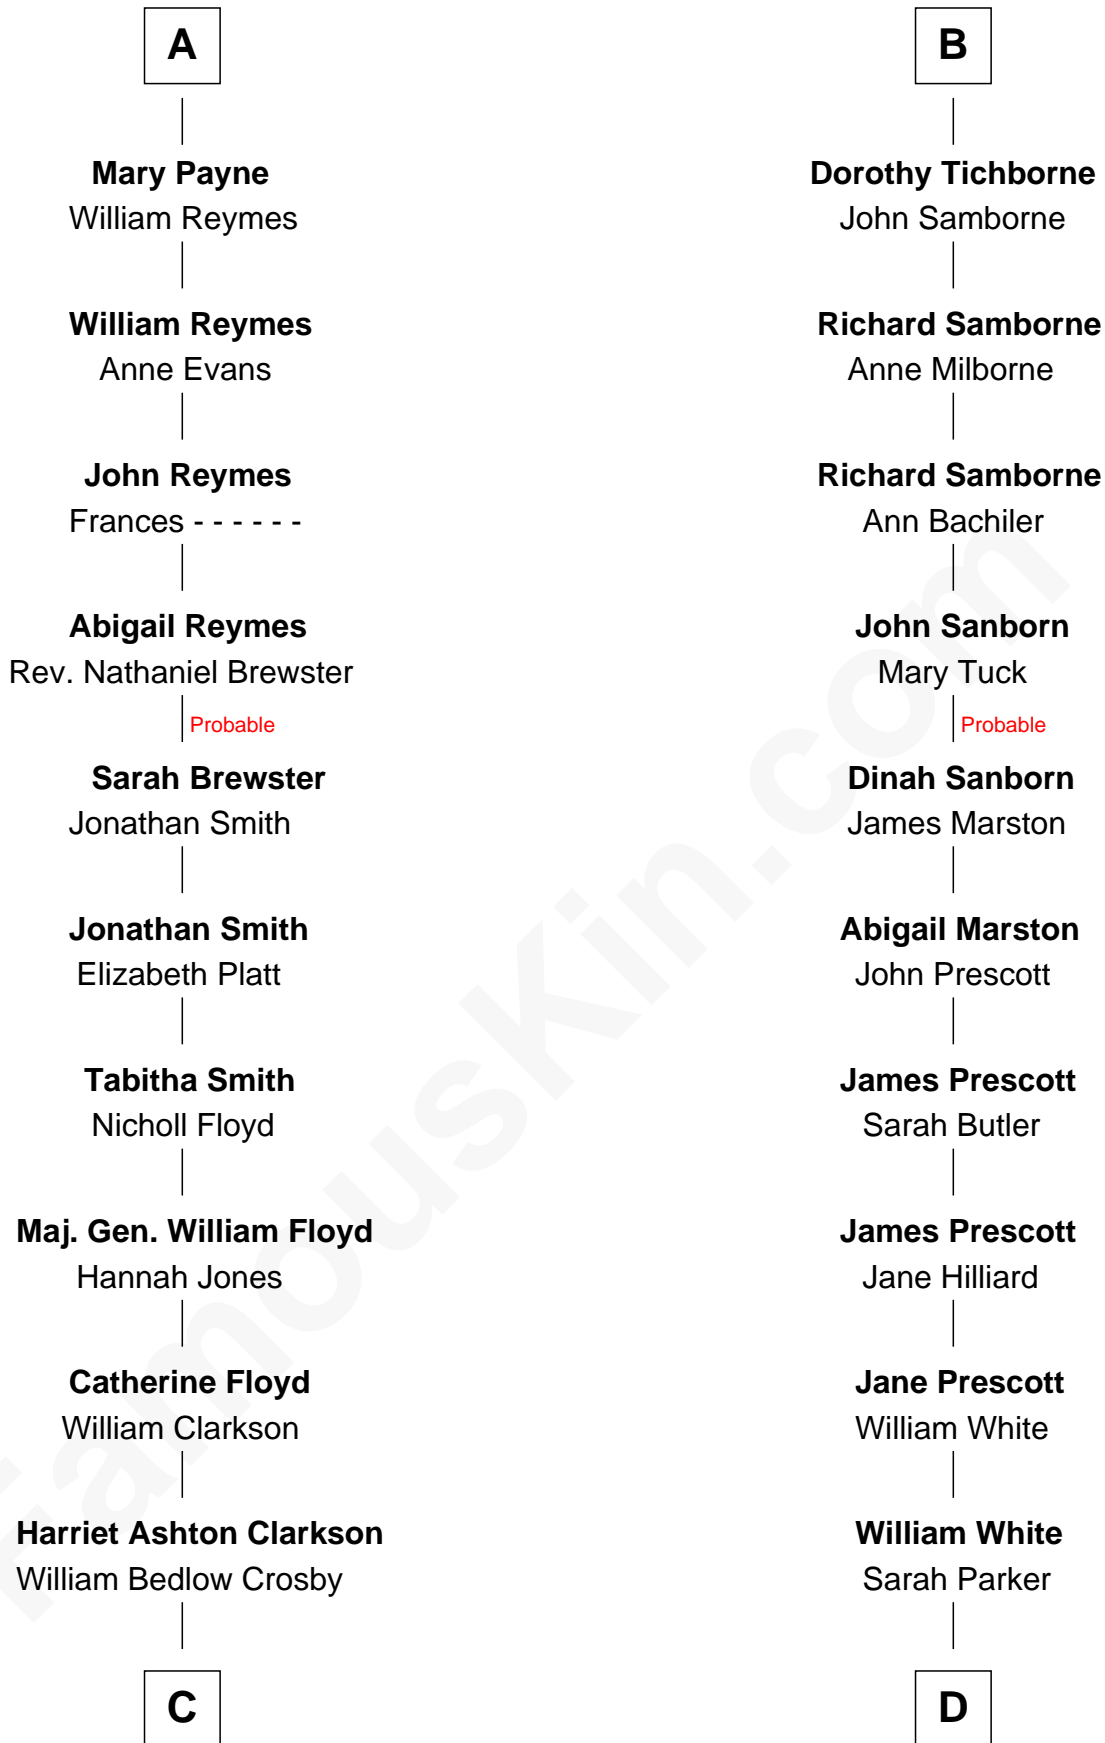 A
Mary Payne
William Reymes
William Reymes
Anne Evans
John Reymes
Frances - - - - - -
Abigail Reymes
Rev. Nathaniel Brewster
Probable
Sarah Brewster
Jonathan Smith
Jonathan Smith
Elizabeth Platt
Tabitha Smith
Nicholl Floyd
Maj. Gen. William Floyd
Hannah Jones
Catherine Floyd
William Clarkson
Harriet Ashton Clarkson
William Bedlow Crosby
C
B
Dorothy Tichborne
John Samborne
Richard Samborne
Anne Milborne
Richard Samborne
Ann Bachiler
John Sanborn
Mary Tuck
Probable
Dinah Sanborn
James Marston
Abigail Marston
John Prescott
James Prescott
Sarah Butler
James Prescott
Jane Hilliard
Jane Prescott
William White
William White
Sarah Parker
D
FamousKin.com